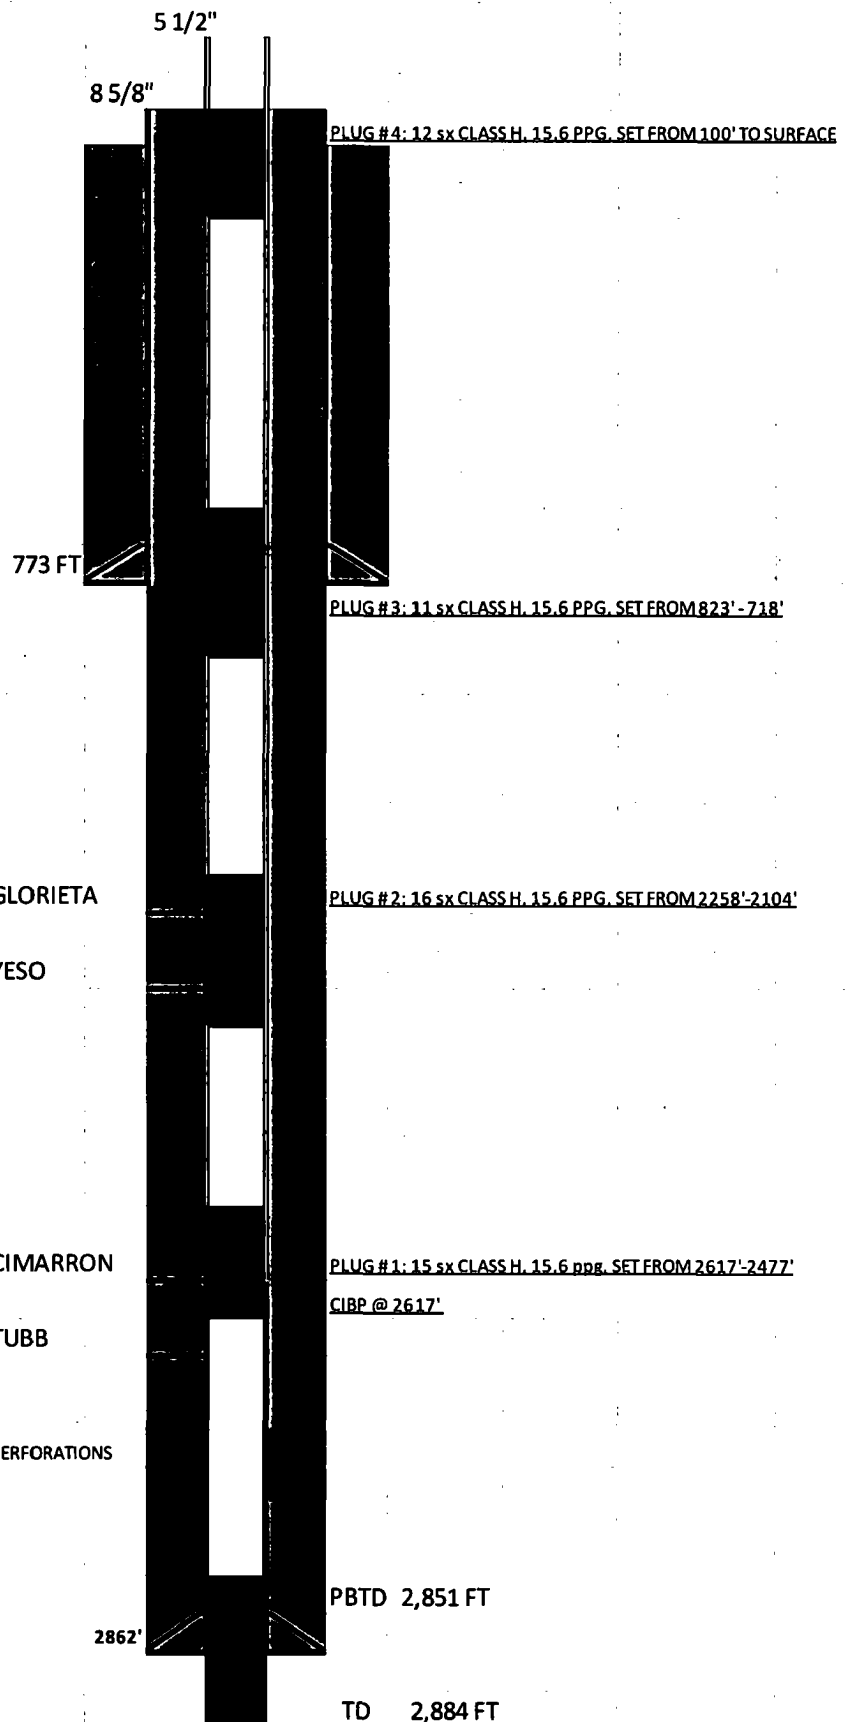 5 1/2"
8 5/8"
PLUG #4: 12 sx CLASS H, 15.6 PPG, SET FROM 100' TO SURFACE
773 FT
PLUG #3: 11 sx CLASS H, 15.6 PPG, SET FROM 823' - 718'
GLORIETA
PLUG #2: 16 sx CLASS H, 15.6 PPG, SET FROM 2258'-2104'
YESO
CIMARRON
PLUG #1: 15 sx CLASS H, 15.6 ppg, SET FROM 2617'-2477'
CIBP @ 2617'
TUBB
ERFORATIONS
PBTD 2,851 FT
2862'
TD 2,884 FT